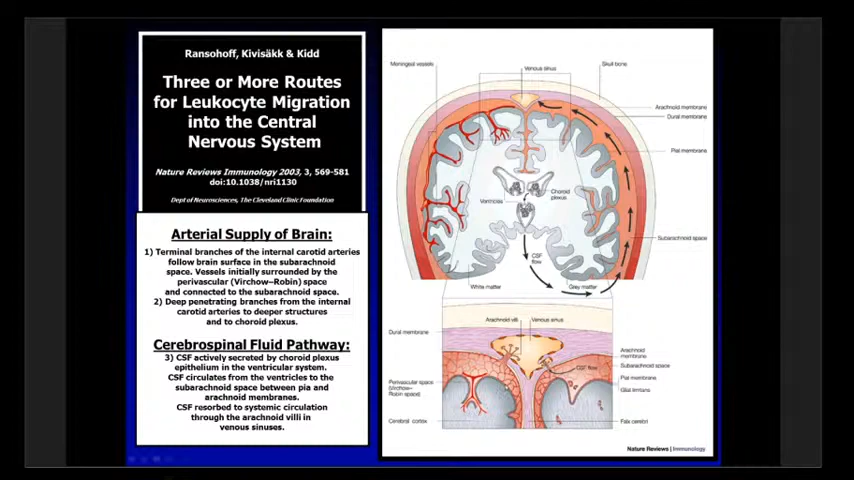 Ransohoff, Kivisäkk & Kidd
Three or More Routes
for Leukocyte Migration
into the Central
Nervous System
Nature Reviews Immunology 2003, 3, 569-581
doi:10.1038/nri1130
Dept of Neurosciences, The Cleveland Clinic Foundation
Arterial Supply of Brain:
1) Terminal branches of the internal carotid arteries
follow brain surface in the subarachnoid
space. Vessels initially surrounded by the
perivascular (Virchow–Robin) space
and connected to the subarachnoid space.
2) Deep penetrating branches from the internal
carotid arteries to deeper structures
and to choroid plexus.
Cerebrospinal Fluid Pathway:
3) CSF actively secreted by choroid plexus
epithelium in the ventricular system.
CSF circulates from the ventricles to the
subarachnoid space between pia and
arachnoid membranes.
CSF resorbed to systemic circulation
through the arachnoid villi in
venous sinuses.
Meningeal vessels
Venous sinus
Skull bone
Arachnoid membrane
Dural membrane
Pial membrane
Choroid
plexus
Ventricles
Subarachnoid space
CSF
flow
White matter
Grey matter
Arachnoid villi
Venous sinus
Dural membrane
Arachnoid
membrane
Subarachnoid space
CSF flow
Pial membrane
Glial limitans
Perivascular space
(Virchow–
Robin space)
Cerebral cortex
Falx cerebri
Nature Reviews | Immunology